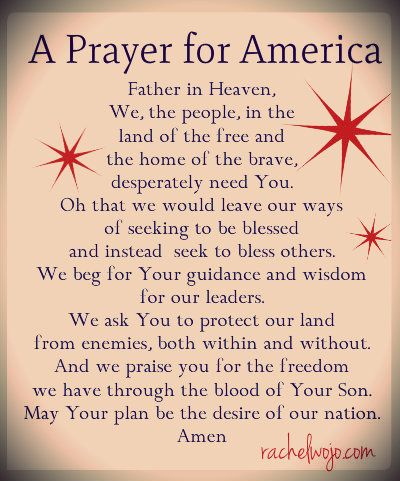 A Prayer for America
Father in Heaven,
We, the people, in the
land of the free and
the home of the brave,
desperately need You.
Oh that we would leave our ways
of seeking to be blessed
and instead seek to bless others.
We beg for Your guidance and wisdom
for our leaders.
We ask You to protect our land
from enemies, both within and without.
And we praise you for the freedom
we have through the blood of Your Son.
May Your plan be the desire of our nation.
Amen
rachelwojo.com